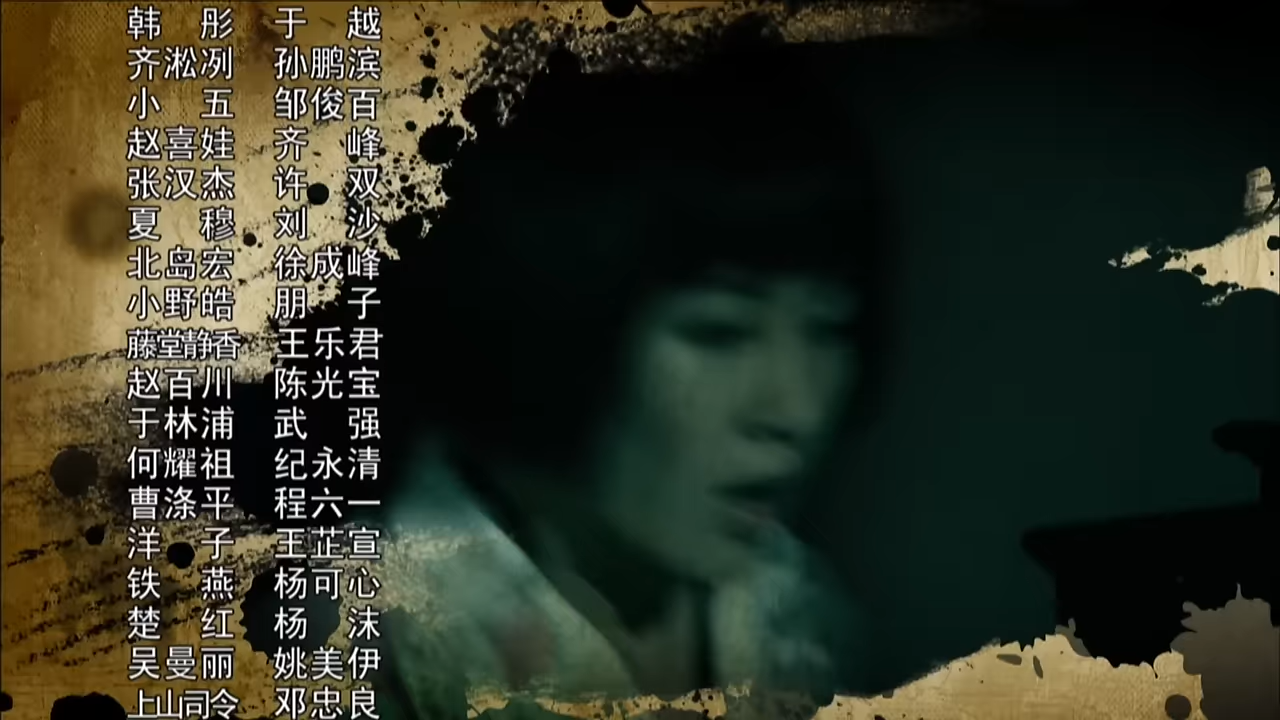 韩彤 于越
齐淞冽 孙鹏滨
小五 邹俊百
赵喜娃 齐峰
张汉杰 许双
夏穆 刘沙
北岛宏 徐成峰
小野皓 朋子
藤堂静香 王乐君
赵百川 陈光宝
于林浦 武强
何耀祖 纪永清
曹涤平 程六一
洋子 王芷宣
铁燕 杨可心
楚红 杨沫
吴曼丽 姚美伊
上山司令 邓忠良